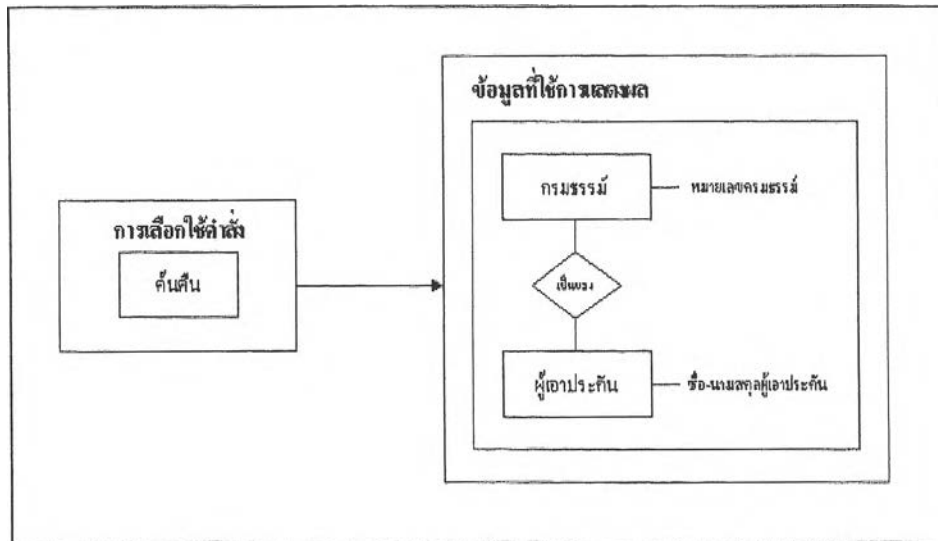 ข้อมูลที่ใช้การแสดงผล
กรมธรรม์
หมายเลขกรมธรรม์
การเลือกใช้คำสั่ง
ค้นคืน
เป็นของ
ผู้เอาประกัน
ชื่อ-นามสกุลผู้เอาประกัน